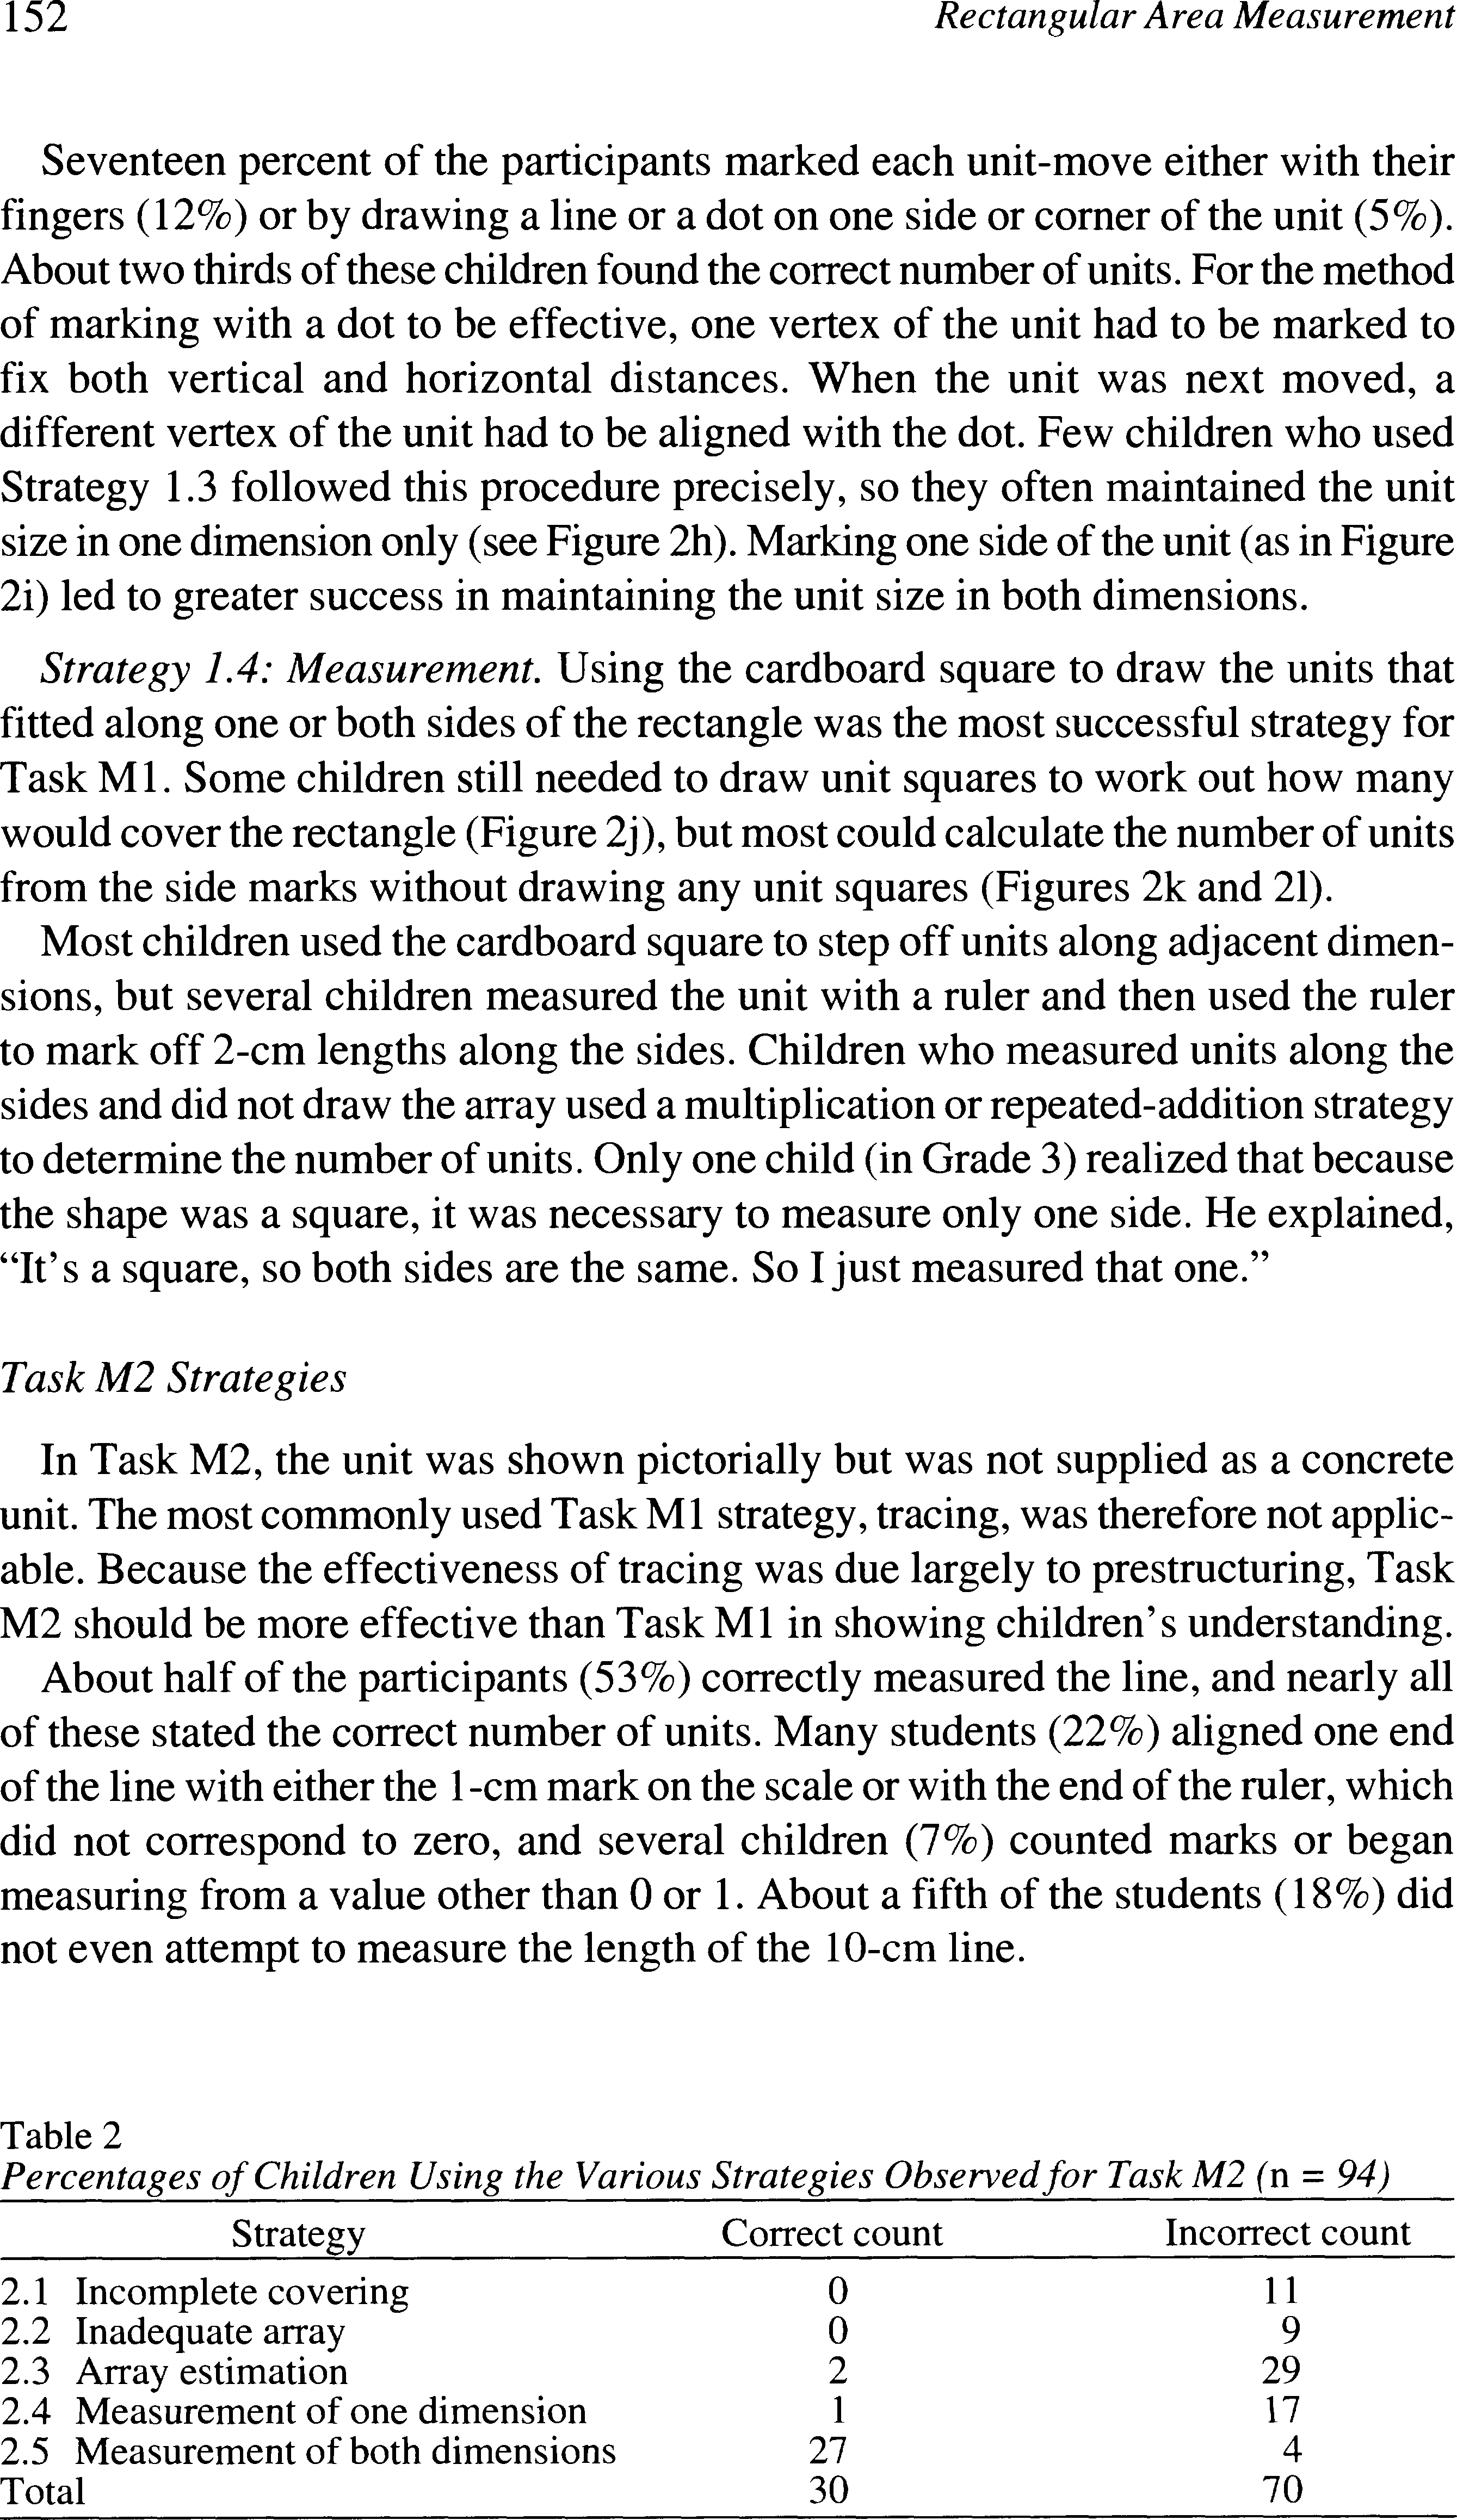 152 Rectangular Area Measurement
Seventeen percent of the participants marked each unit-move either with their
fingers (12%) or by drawing a line or a dot on one side or corner of the unit (5%).
About two thirds of these children found the correct number of units. For the method
of marking with a dot to be effective, one vertex of the unit had to be marked to
fix both vertical and horizontal distances. When the unit was next moved, a
different vertex of the unit had to be aligned with the dot. Few children who used
Strategy 1.3 followed this procedure precisely, so they often maintained the unit
size in one dimension only (see Figure 2h). Marking one side of the unit (as in Figure
2i) led to greater success in maintaining the unit size in both dimensions.
Strategy 1.4: Measurement. Using the cardboard square to draw the units that
fitted along one or both sides of the rectangle was the most successful strategy for
Task M1. Some children still needed to draw unit squares to work out how many
would cover the rectangle (Figure 2j), but most could calculate the number of units
from the side marks without drawing any unit squares (Figures 2k and 2l).
Most children used the cardboard square to step off units along adjacent dimen-
sions, but several children measured the unit with a ruler and then used the ruler
to mark off 2-cm lengths along the sides. Children who measured units along the
sides and did not draw the array used a multiplication or repeated-addition strategy
to determine the number of units. Only one child (in Grade 3) realized that because
the shape was a square, it was necessary to measure only one side. He explained,
“It’s a square, so both sides are the same. So I just measured that one.”
Task M2 Strategies
In Task M2, the unit was shown pictorially but was not supplied as a concrete
unit. The most commonly used Task M1 strategy, tracing, was therefore not applic-
able. Because the effectiveness of tracing was due largely to prestructuring, Task
M2 should be more effective than Task M1 in showing children’s understanding.
About half of the participants (53%) correctly measured the line, and nearly all
of these stated the correct number of units. Many students (22%) aligned one end
of the line with either the 1-cm mark on the scale or with the end of the ruler, which
did not correspond to zero, and several children (7%) counted marks or began
measuring from a value other than 0 or 1. About a fifth of the students (18%) did
not even attempt to measure the length of the 10-cm line.
Table 2
Percentages of Children Using the Various Strategies Observed for Task M2 (n = 94)
Strategy Correct count Incorrect count
2.1 Incomplete covering 0 11
2.2 Inadequate array 0 9
2.3 Array estimation 2 29
2.4 Measurement of one dimension 1 17
2.5 Measurement of both dimensions 27 4
Total 30 70